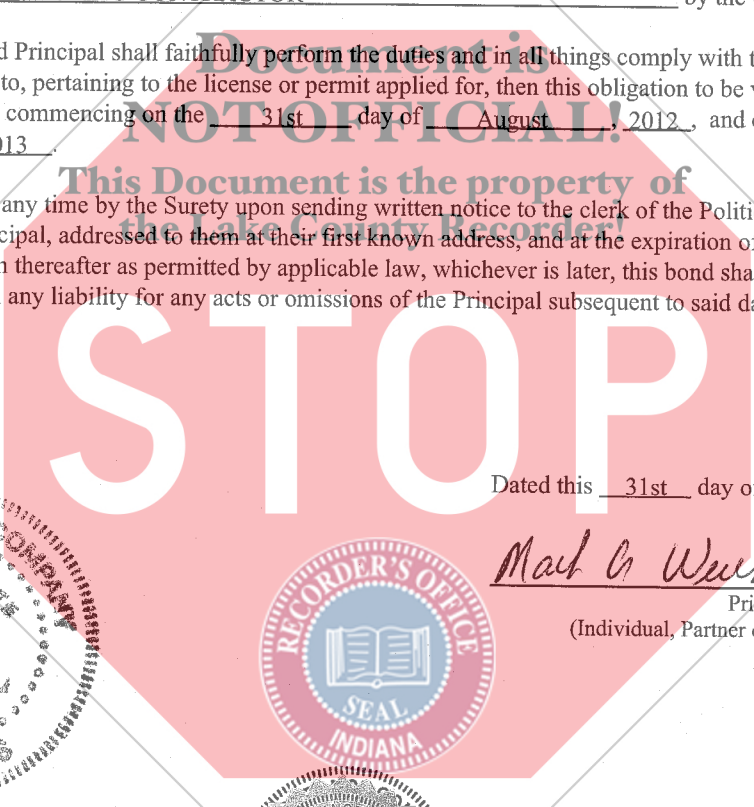 by the
d Principal shall faithfully perform the duties and in all things comply with t
to, pertaining to the license or permit applied for, then this obligation to be
commencing on the 31st day of August, 2012, and
013.
Document is
NOT OFFICIAL!
This Document is the property of
the Lake County Recorder!
any time by the Surety upon sending written notice to the clerk of the Politi
cipal, addressed to them at their first known address, and at the expiration o
n thereafter as permitted by applicable law, whichever is later, this bond sha
any liability for any acts or omissions of the Principal subsequent to said da
STOP
Dated this 31st day o
Pri
(Individual, Partner
COMPANY
RECORDER'S OFFICE
SEAL
INDIANA